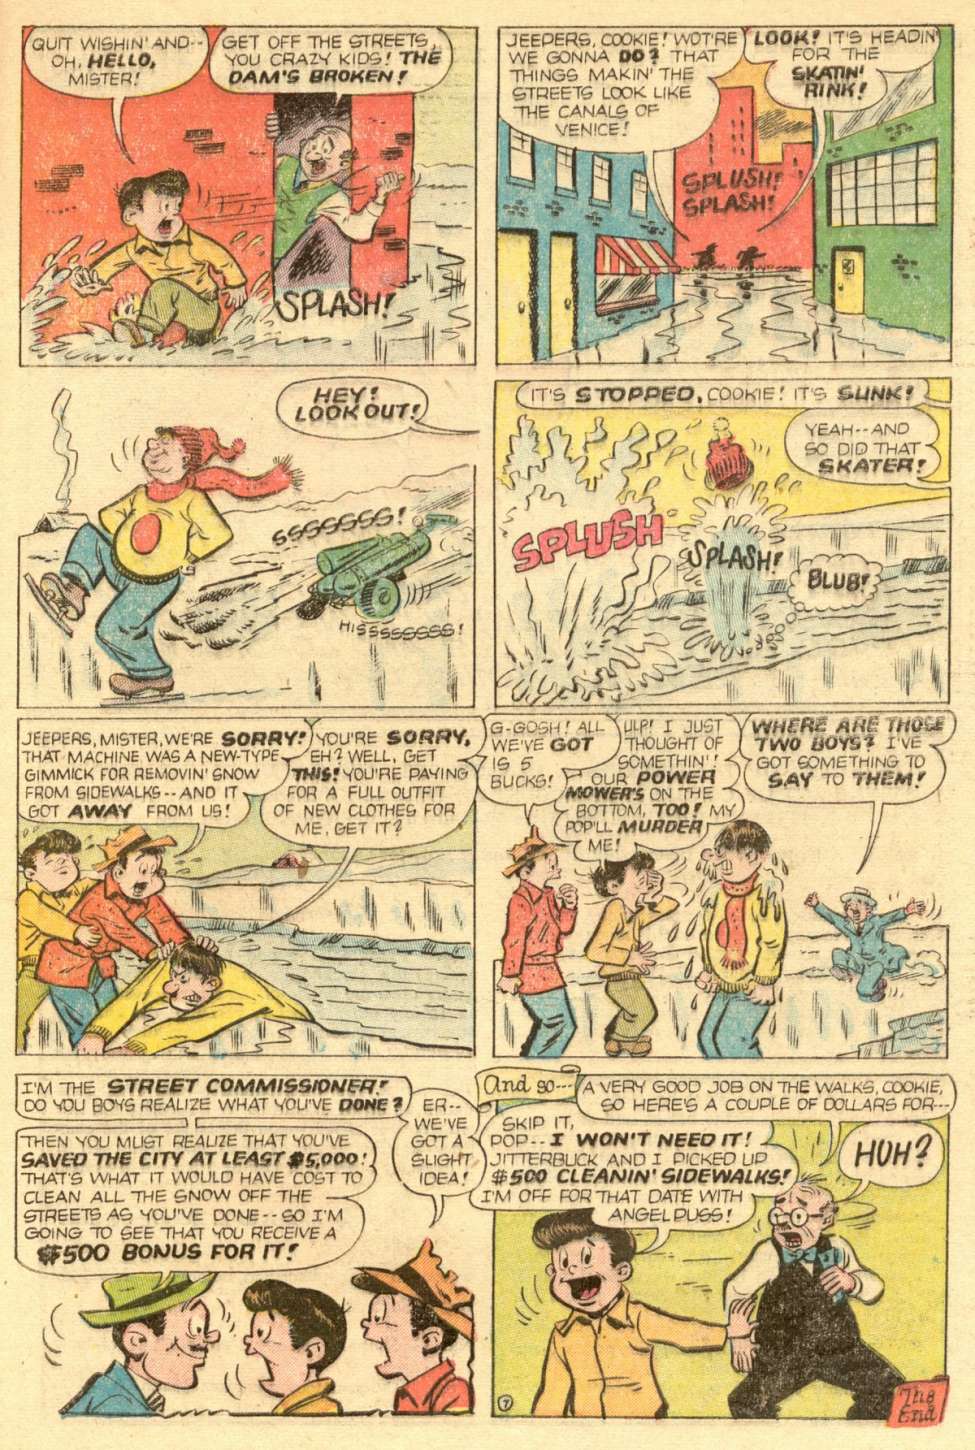 QUIT WISHIN' AND--
OH, HELLO,
MISTER!
GET OFF THE STREETS,
YOU CRAZY KIDS! THE
DAM'S BROKEN!
SPLASH!
JEEPERS, COOKIE! WOT'RE
WE GONNA DO? THAT
THINGS MAKIN' THE
STREETS LOOK LIKE
THE CANALS OF
VENICE!
LOOK! IT'S HEADIN'
FOR THE
SKATIN'
RINK!
SPLUSH!
SPLASH!
HEY!
LOOK OUT!
SSSSSSSS!
HISSSSSSSS!
IT'S STOPPED, COOKIE! IT'S SUNK!
YEAH--AND
SO DID THAT
SKATER!
SPLUSH
SPLASH!
BLUB!
JEEPERS, MISTER, WE'RE SORRY!
THAT MACHINE WAS A NEW-TYPE
GIMMICK FOR REMOVIN' SNOW
FROM SIDEWALKS--AND IT
GOT AWAY FROM US!
YOU'RE SORRY,
EH? WELL, GET
THIS! YOU'RE PAYING
FOR A FULL OUTFIT
OF NEW CLOTHES FOR
ME, GET IT?
G-GOSH! ALL
WE'VE GOT
IS 5
BUCKS!
ULP! I JUST
THOUGHT OF
SOMETHIN'!
OUR POWER
MOWER'S ON THE
BOTTOM, TOO! MY
POP'LL MURDER
ME!
WHERE ARE THOSE
TWO BOYS? I'VE
GOT SOMETHING TO
SAY TO THEM!
I'M THE STREET COMMISSIONER!
DO YOU BOYS REALIZE WHAT YOU'VE DONE?
ER--
WE'VE
GOT A
SLIGHT
IDEA!
THEN YOU MUST REALIZE THAT YOU'VE
SAVED THE CITY AT LEAST $5,000!
THAT'S WHAT IT WOULD HAVE COST TO
CLEAN ALL THE SNOW OFF THE
STREETS AS YOU'VE DONE--SO I'M
GOING TO SEE THAT YOU RECEIVE A
$500 BONUS FOR IT!
And so---
A VERY GOOD JOB ON THE WALKS, COOKIE,
SO HERE'S A COUPLE OF DOLLARS FOR---
SKIP IT,
POP--I WON'T NEED IT!
JITTERBUCK AND I PICKED UP
$500 CLEANIN' SIDEWALKS!
I'M OFF FOR THAT DATE WITH
ANGELPUSS!
HUH?
7
The
End